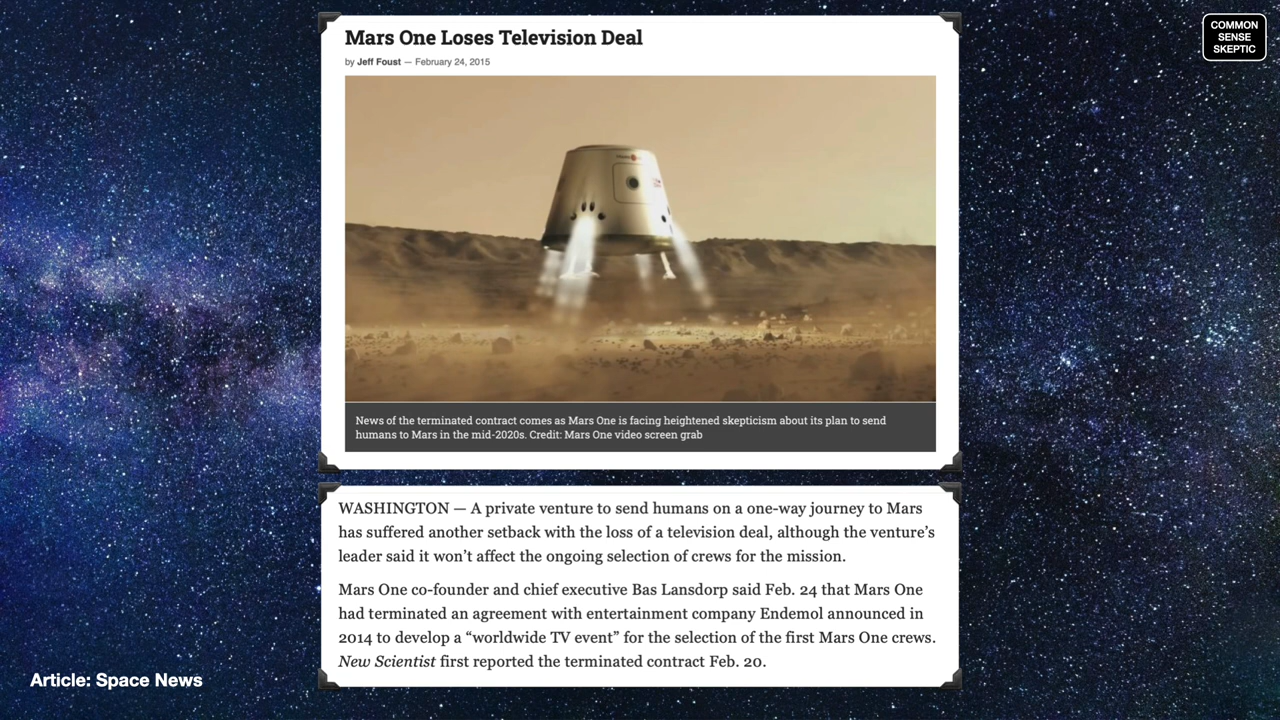 COMMON
SENSE
SKEPTIC
Mars One Loses Television Deal
by Jeff Foust — February 24, 2015
News of the terminated contract comes as Mars One is facing heightened skepticism about its plan to send
humans to Mars in the mid-2020s. Credit: Mars One video screen grab
WASHINGTON — A private venture to send humans on a one-way journey to Mars
has suffered another setback with the loss of a television deal, although the venture’s
leader said it won’t affect the ongoing selection of crews for the mission.
Mars One co-founder and chief executive Bas Lansdorp said Feb. 24 that Mars One
had terminated an agreement with entertainment company Endemol announced in
2014 to develop a “worldwide TV event” for the selection of the first Mars One crews.
New Scientist first reported the terminated contract Feb. 20.
Article: Space News